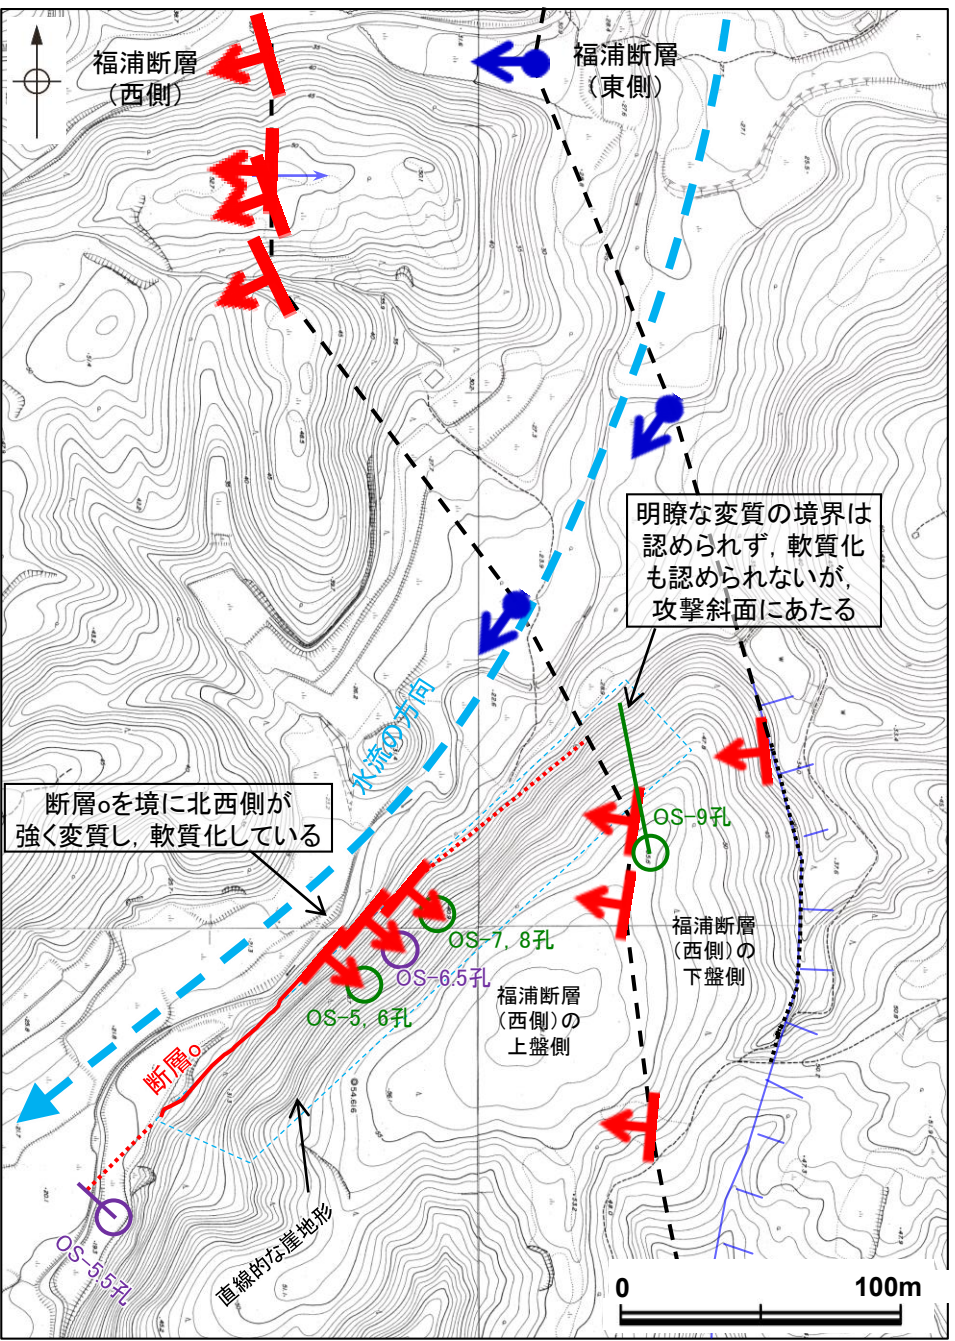 福浦断層
(西側)
福浦断層
(東側)
明瞭な変質の境界は
認められず，軟質化
も認められないが，
攻撃斜面にあたる
水流の方向
断層oを境に北西側が
強く変質し，軟質化している
OS-9孔
OS-7, 8孔
OS-6.5孔
OS-5, 6孔
福浦断層
(西側)の
下盤側
福浦断層
(西側)の
上盤側
断層o
54.616
OS-5.5孔
直線的な崖地形
0 100m